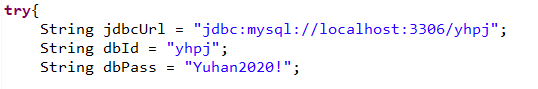 try{
String jdbcUrl = "jdbc:mysql://localhost:3306/yhpj";
String dbId = "yhpj";
String dbPass = "Yuhan2020!";